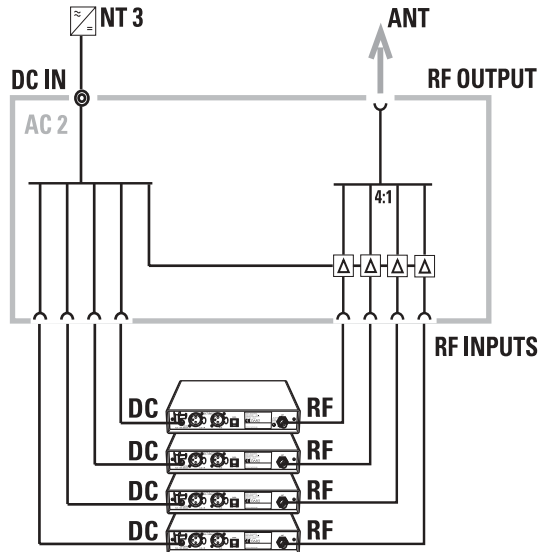 NT 3
ANT
DC IN
RF OUTPUT
AC 2
4:1
RF INPUTS
DC RF
DC RF
DC RF
DC RF